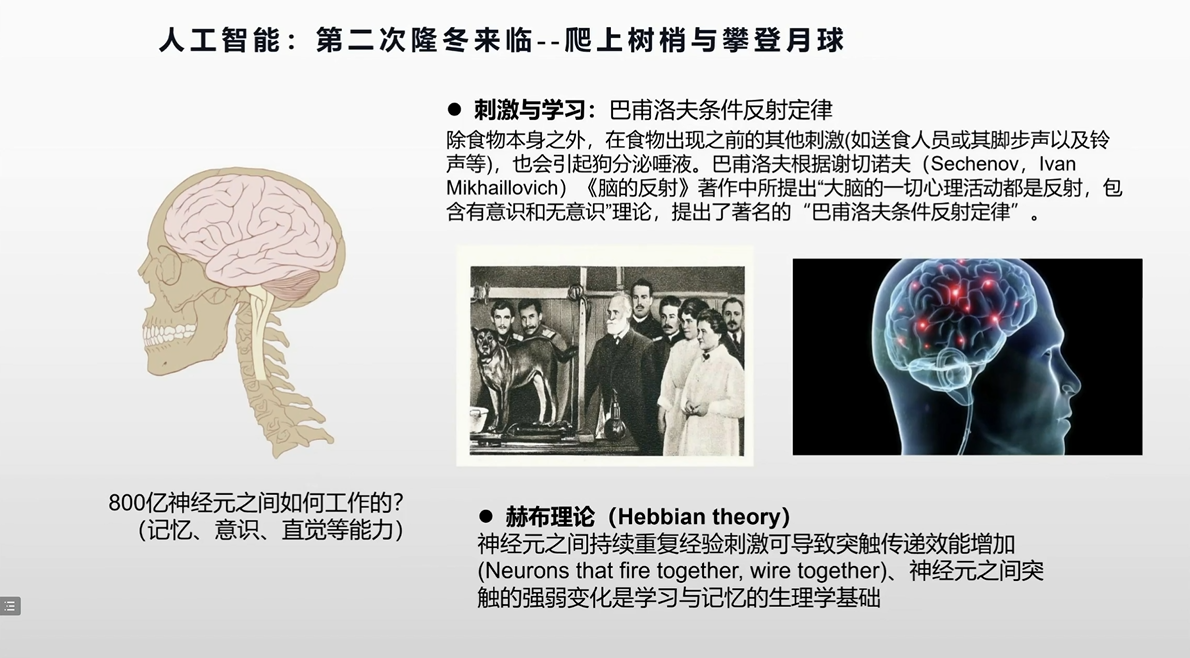 人工智能：第二次隆冬来临--爬上树梢与攀登月球
● 刺激与学习：巴甫洛夫条件反射定律
除食物本身之外，在食物出现之前的其他刺激(如送食人员或其脚步声以及铃
声等)，也会引起狗分泌唾液。巴甫洛夫根据谢切诺夫（Sechenov，Ivan
Mikhaillovich）《脑的反射》著作中所提出“大脑的一切心理活动都是反射，包
含有意识和无意识”理论，提出了著名的“巴甫洛夫条件反射定律”。
800亿神经元之间如何工作的？
（记忆、意识、直觉等能力）
● 赫布理论（Hebbian theory）
神经元之间持续重复经验刺激可导致突触传递效能增加
(Neurons that fire together, wire together)、神经元之间突
触的强弱变化是学习与记忆的生理学基础